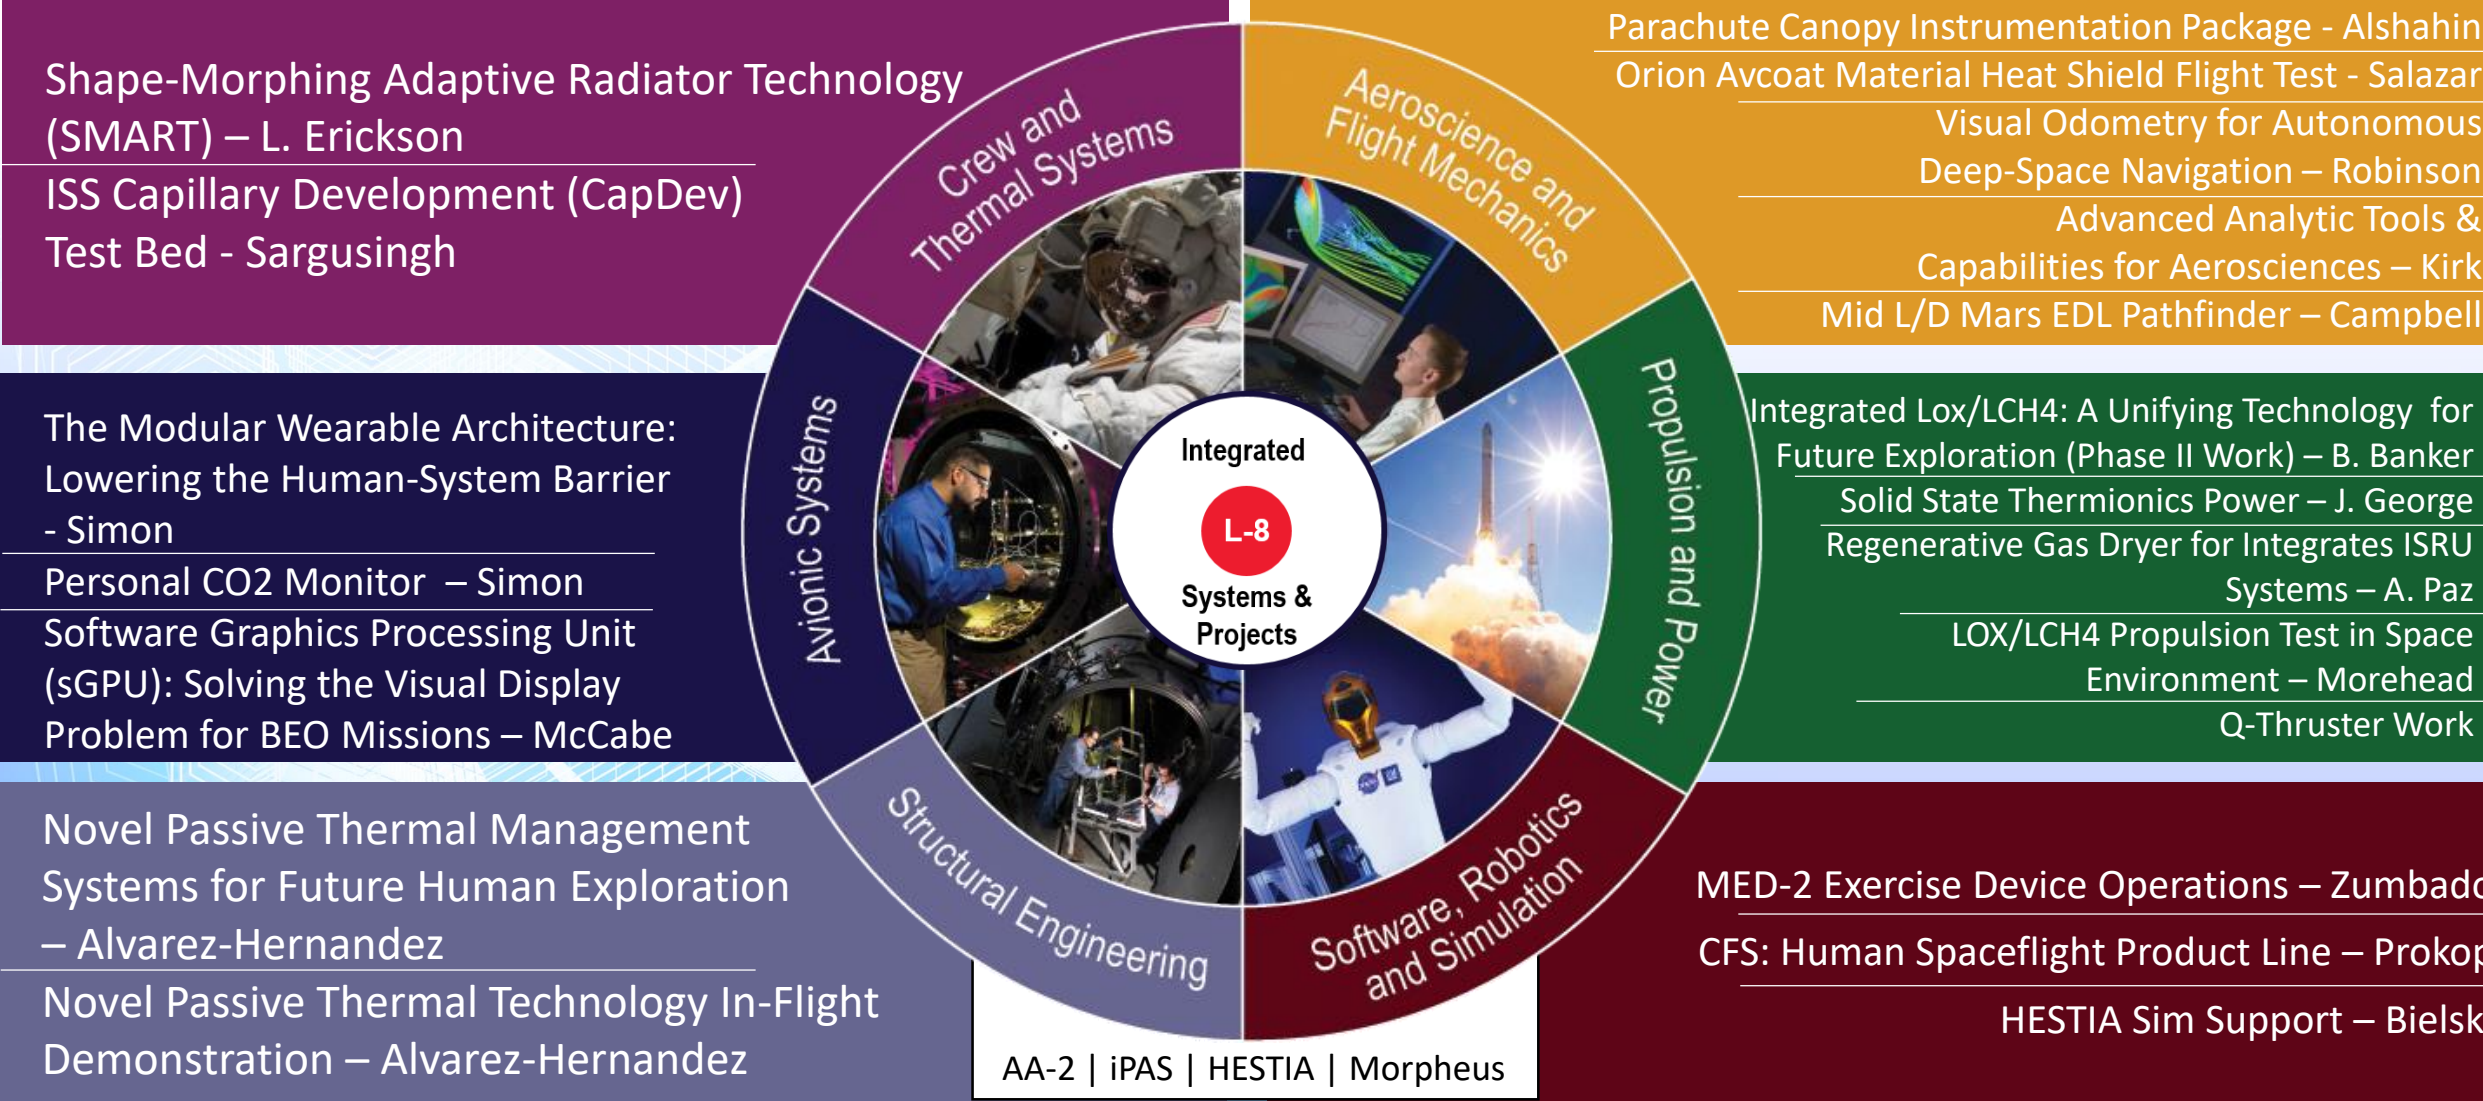 Shape-Morphing Adaptive Radiator Technology
(SMART) – L. Erickson
ISS Capillary Development (CapDev)
Test Bed - Sargusingh
Parachute Canopy Instrumentation Package - Alshahin
Orion Avcoat Material Heat Shield Flight Test - Salazar
Visual Odometry for Autonomous
Deep-Space Navigation – Robinson
Advanced Analytic Tools &
Capabilities for Aerosciences – Kirk
Mid L/D Mars EDL Pathfinder – Campbell
The Modular Wearable Architecture:
Lowering the Human-System Barrier
- Simon
Personal CO2 Monitor – Simon
Software Graphics Processing Unit
(sGPU): Solving the Visual Display
Problem for BEO Missions – McCabe
Integrated Lox/LCH4: A Unifying Technology for
Future Exploration (Phase II Work) – B. Banker
Solid State Thermionics Power – J. George
Regenerative Gas Dryer for Integrates ISRU
Systems – A. Paz
LOX/LCH4 Propulsion Test in Space
Environment – Morehead
Q-Thruster Work
Novel Passive Thermal Management
Systems for Future Human Exploration
– Alvarez-Hernandez
Novel Passive Thermal Technology In-Flight
Demonstration – Alvarez-Hernandez
MED-2 Exercise Device Operations – Zumbado
CFS: Human Spaceflight Product Line – Prokop
HESTIA Sim Support – Bielsk
Crew and
Thermal Systems
Aeroscience and
Flight Mechanics
Avionic Systems
Propulsion and Power
Structural Engineering
Software, Robotics
and Simulation
Integrated
L-8
Systems &
Projects
NASA
GM
AA-2 | iPAS | HESTIA | Morpheus